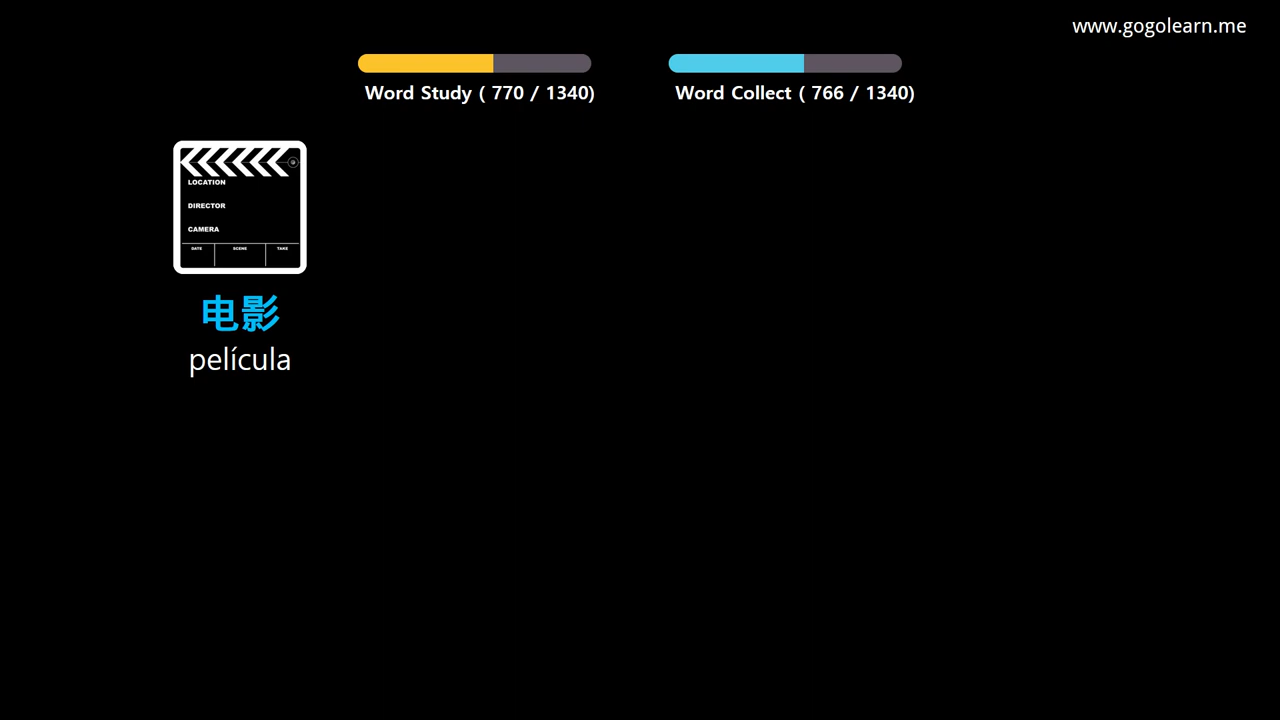 www.gogolearn.me
Word Study ( 770 / 1340)
Word Collect ( 766 / 1340)
LOCATION
DIRECTOR
CAMERA
DATE SCENE TAKE
电影
película